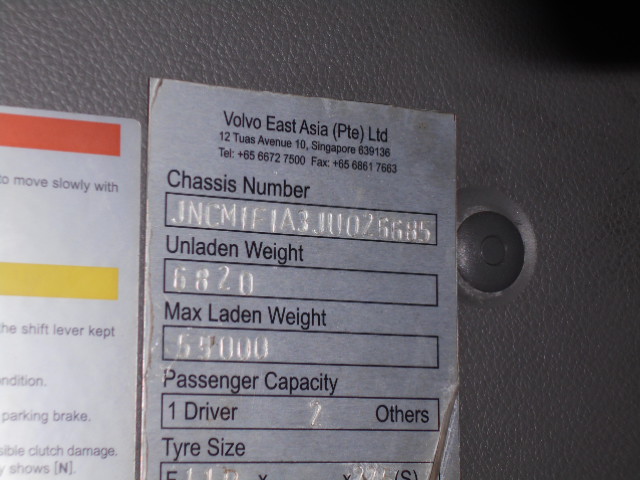 Volvo East Asia (Pte) Ltd
12 Tuas Avenue 10, Singapore 639136
Tel: +65 6672 7500 Fax: +65 6861 7663
Chassis Number
JNCM1F1A3JU025685
Unladen Weight
6820
Max Laden Weight
59000
Passenger Capacity
1 Driver 2 Others
Tyre Size
x x (S)
to move slowly with
the shift lever kept
ndition.
parking brake.
sible clutch damage.
y shows [N].